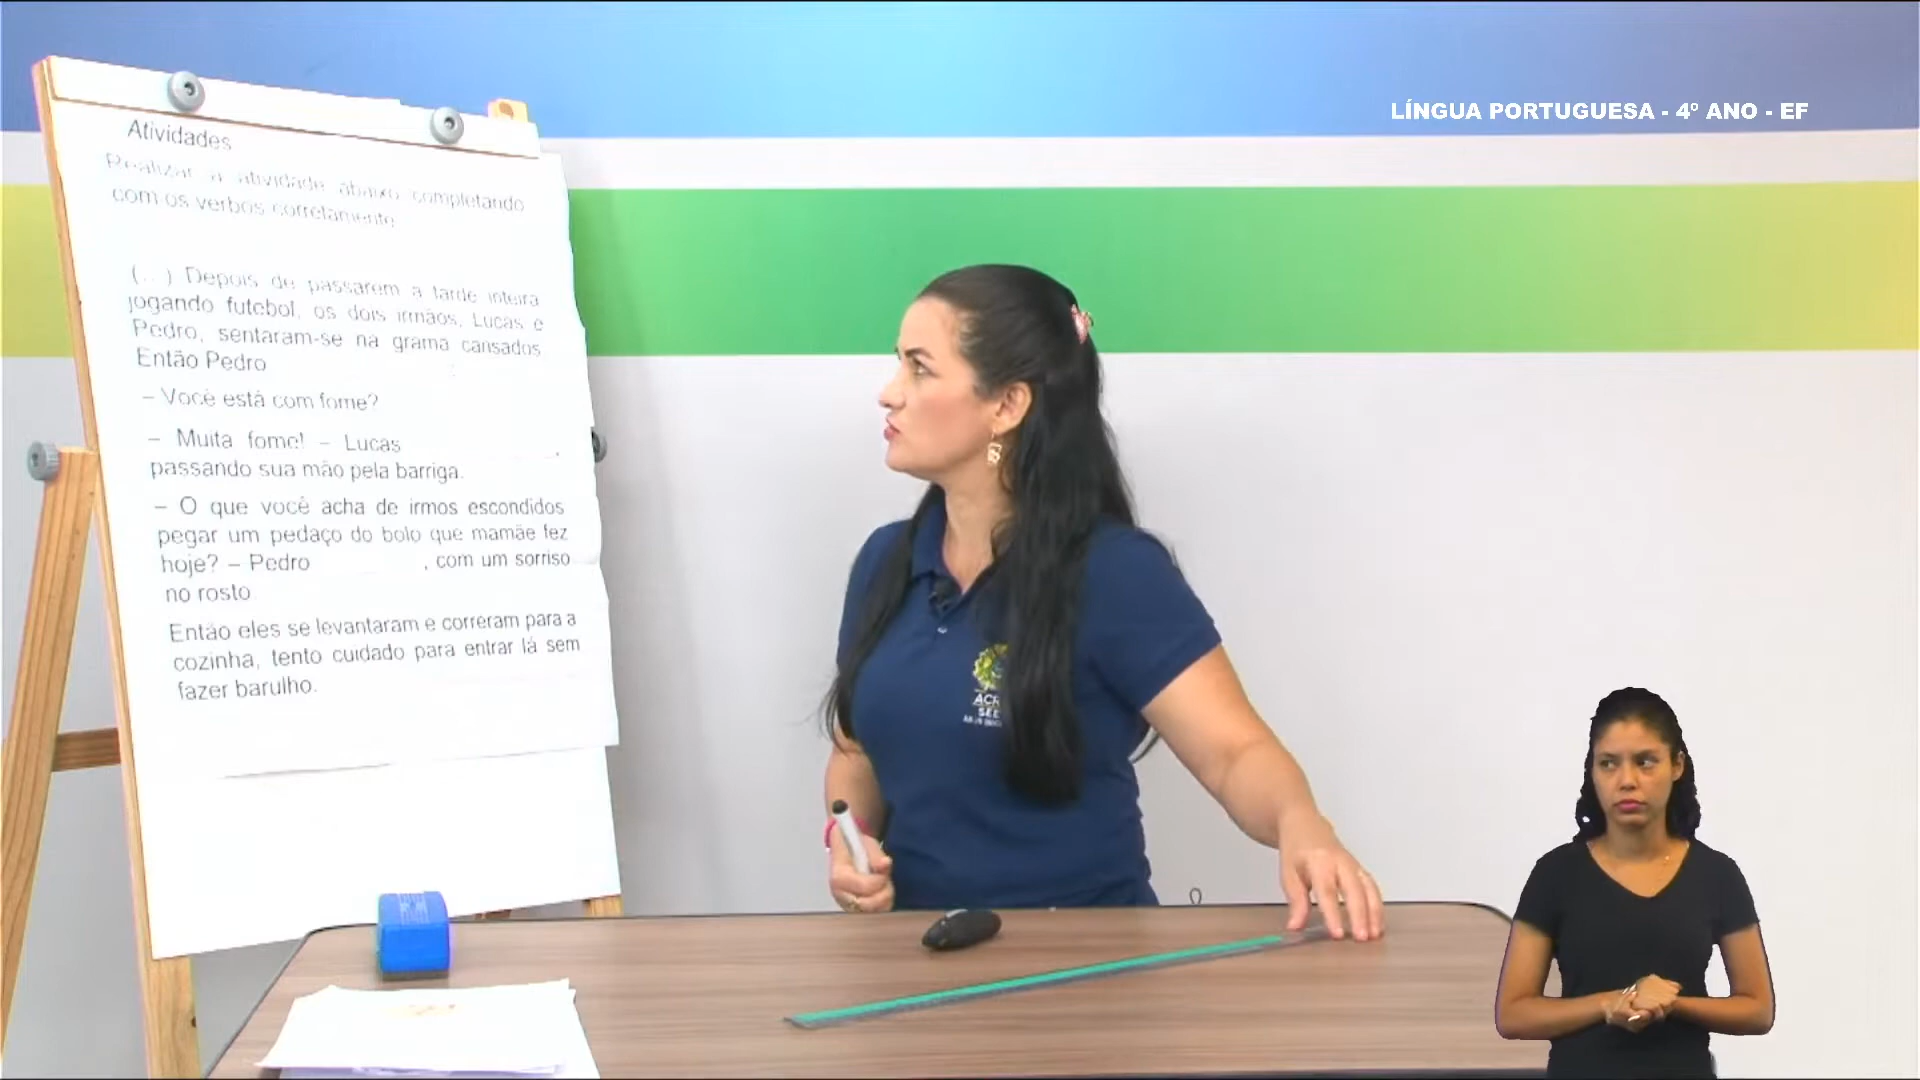 LÍNGUA PORTUGUESA - 4º ANO - EF
Atividades
Realizar a atividade abaixo completando
com os verbos corretamente
(...) Depois de passarem a tarde inteira
jogando futebol, os dois irmãos, Lucas e
Pedro, sentaram-se na grama cansados
Então Pedro :
– Você está com fome?
– Muita fome! – Lucas ,
passando sua mão pela barriga.
– O que você acha de irmos escondidos
pegar um pedaço do bolo que mamãe fez
hoje? – Pedro , com um sorriso
no rosto
Então eles se levantaram e correram para a
cozinha, tento cuidado para entrar lá sem
fazer barulho.